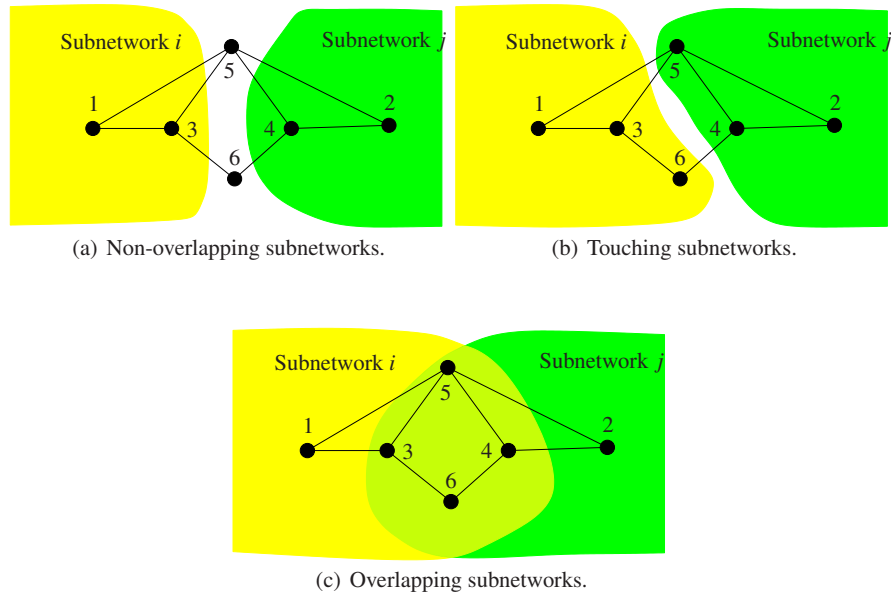 Subnetwork i
Subnetwork j
5
1
2
3
4
6
(a) Non-overlapping subnetworks.
Subnetwork i
Subnetwork j
5
1
2
3
4
6
(b) Touching subnetworks.
Subnetwork i
Subnetwork j
5
1
2
3
4
6
(c) Overlapping subnetworks.